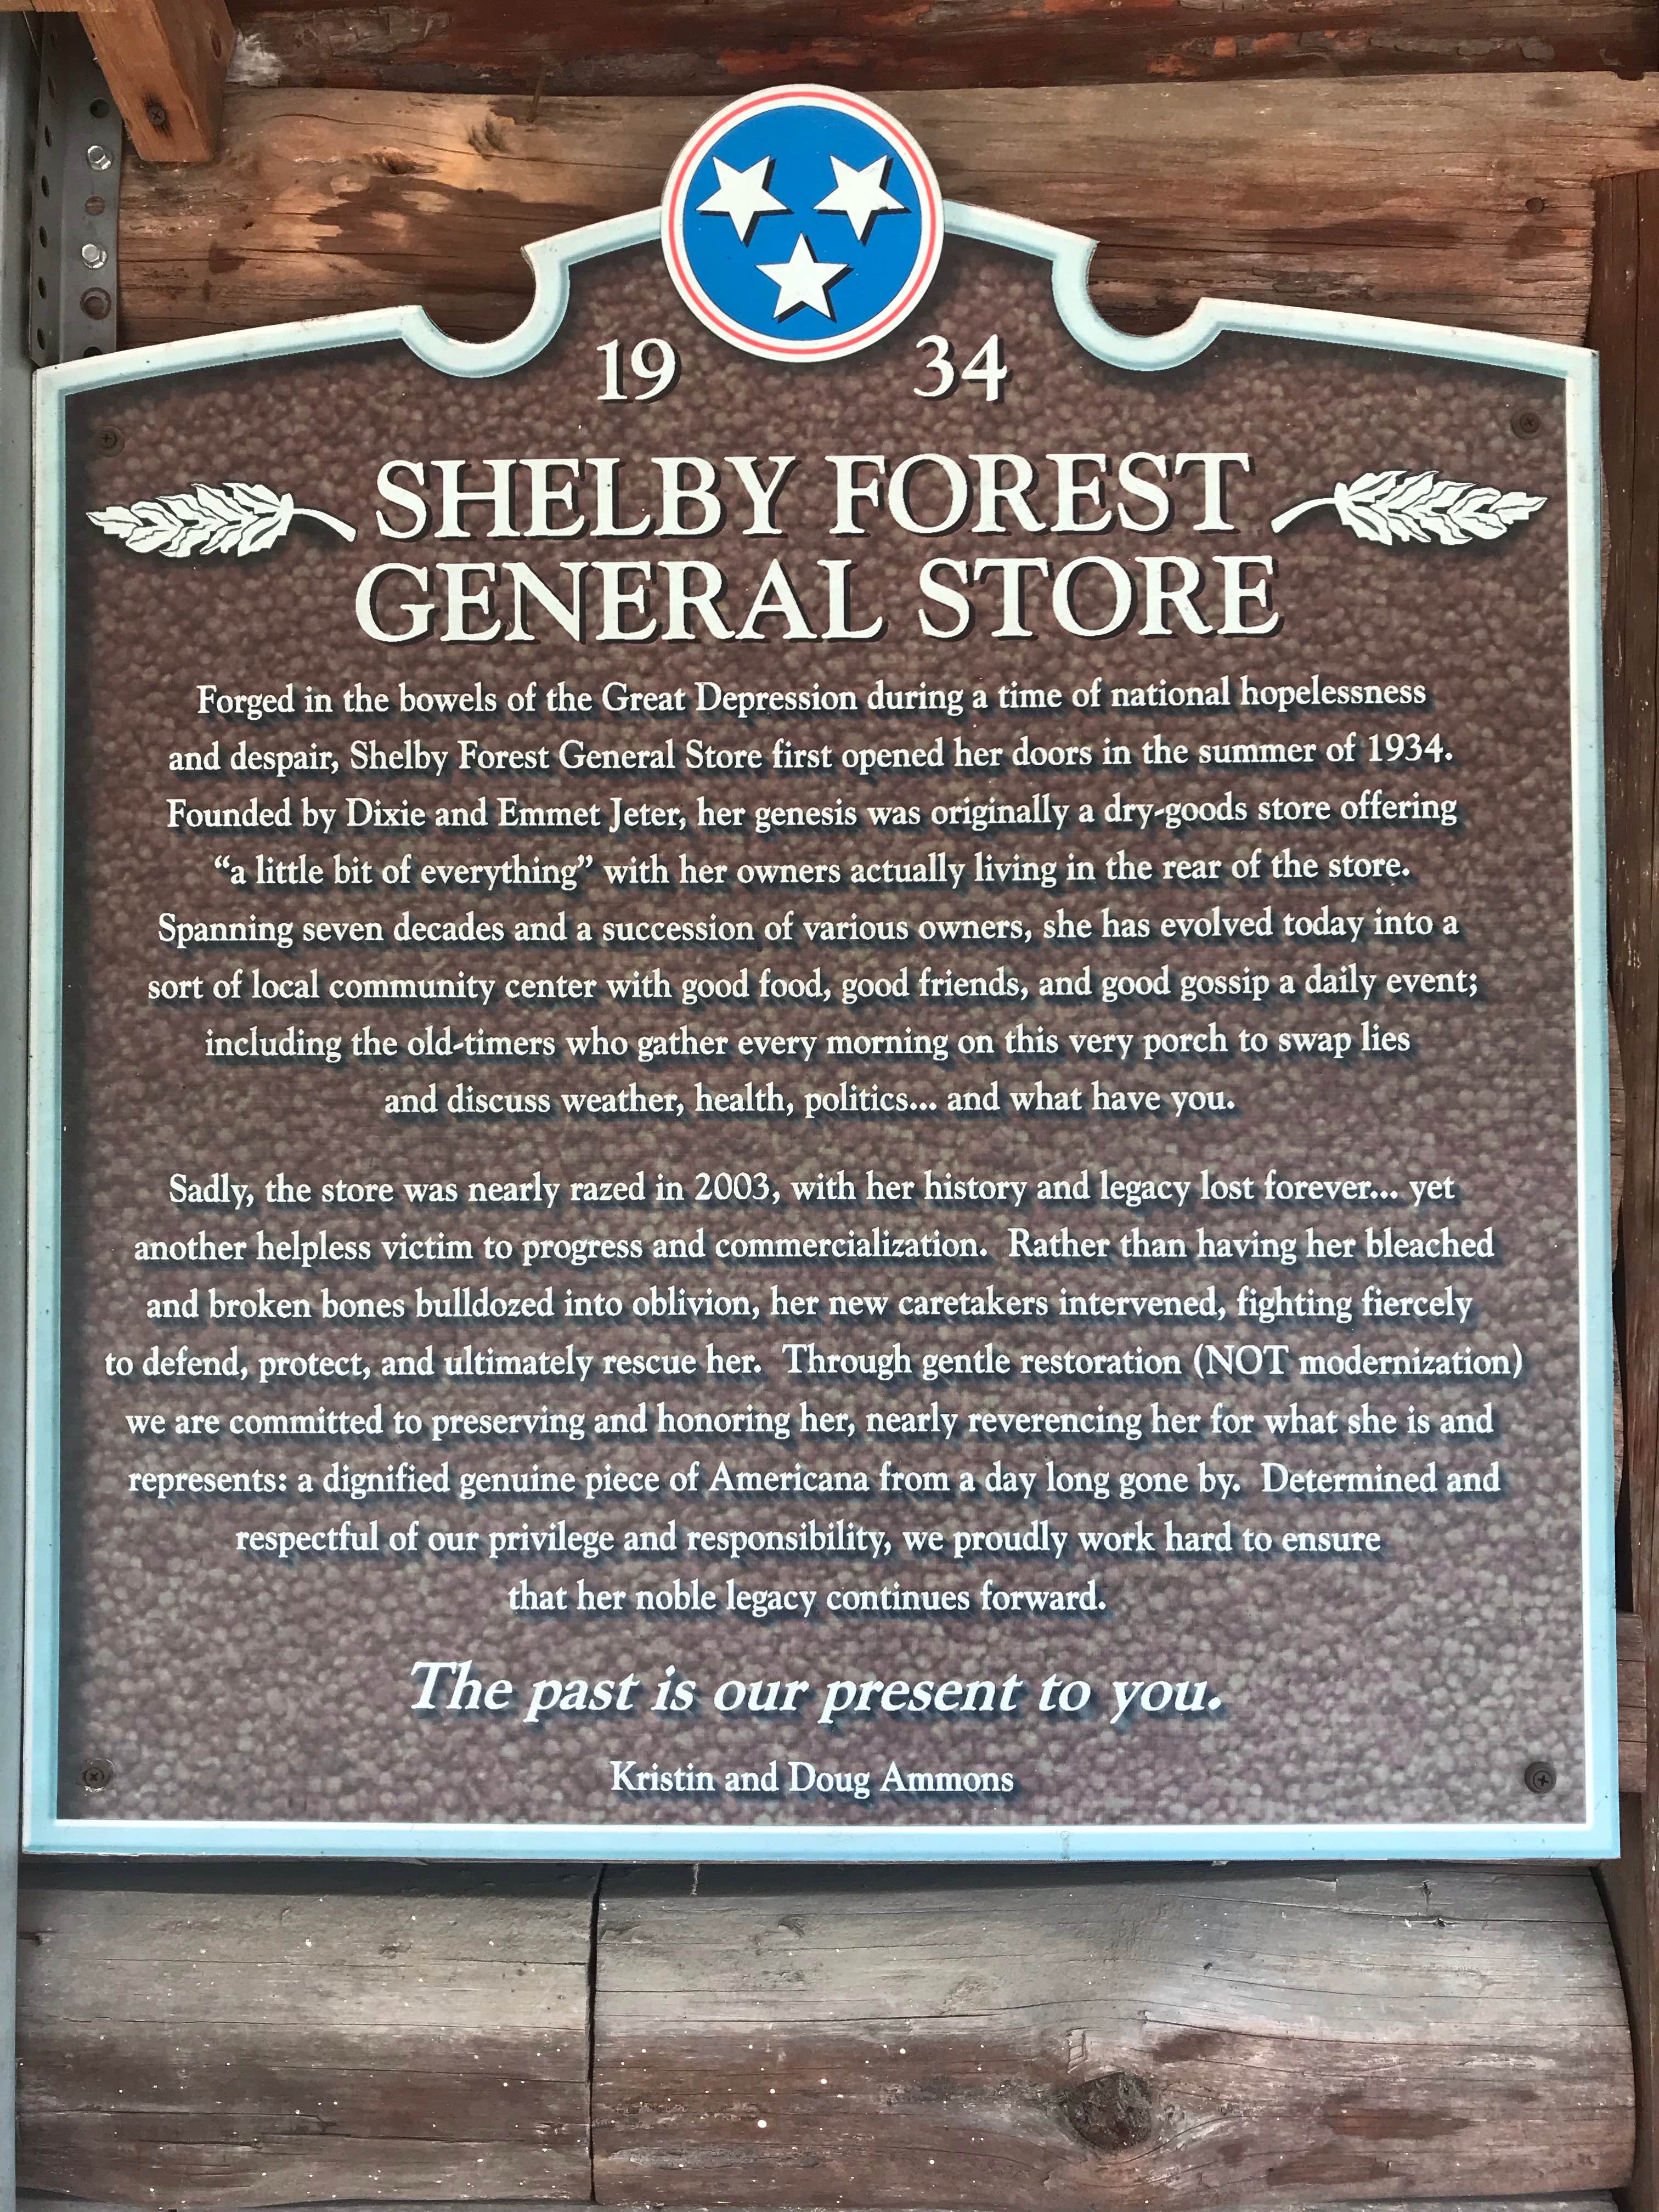 19 34
SHELBY FOREST
GENERAL STORE
Forged in the bowels of the Great Depression during a time of national hopelessness
and despair, Shelby Forest General Store first opened her doors in the summer of 1934.
Founded by Dixie and Emmet Jeter, her genesis was originally a dry-goods store offering
“a little bit of everything” with her owners actually living in the rear of the store.
Spanning seven decades and a succession of various owners, she has evolved today into a
sort of local community center with good food, good friends, and good gossip a daily event;
including the old-timers who gather every morning on this very porch to swap lies
and discuss weather, health, politics... and what have you.
Sadly, the store was nearly razed in 2003, with her history and legacy lost forever... yet
another helpless victim to progress and commercialization. Rather than having her bleached
and broken bones bulldozed into oblivion, her new caretakers intervened, fighting fiercely
to defend, protect, and ultimately rescue her. Through gentle restoration (NOT modernization)
we are committed to preserving and honoring her, nearly reverencing her for what she is and
represents: a dignified genuine piece of Americana from a day long gone by. Determined and
respectful of our privilege and responsibility, we proudly work hard to ensure
that her noble legacy continues forward.
The past is our present to you.
Kristin and Doug Ammons